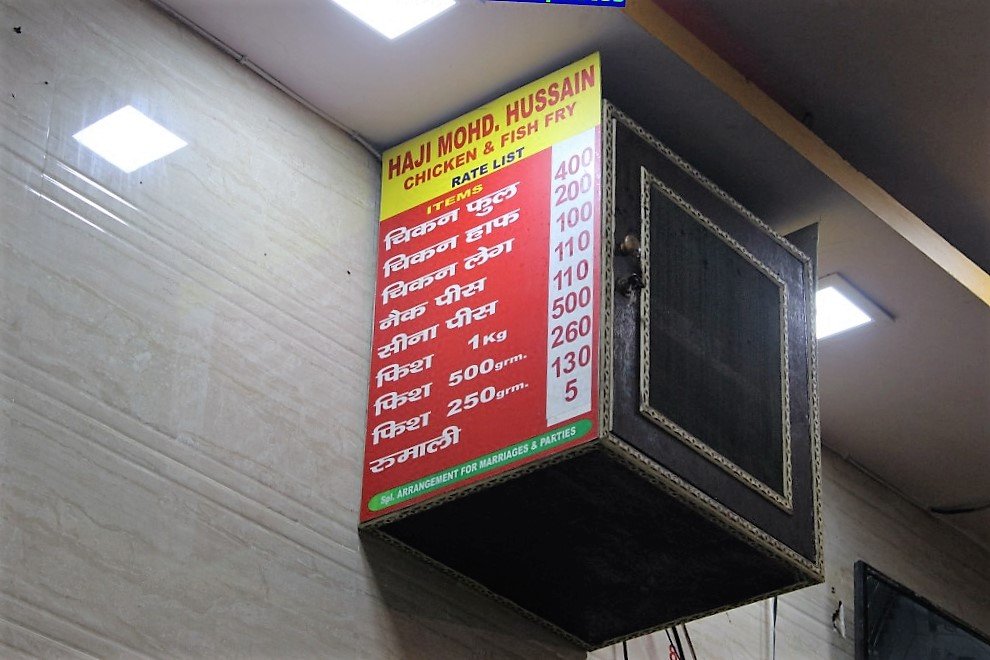 HAJI MOHD. HUSSAIN
CHICKEN & FISH FRY
RATE LIST
ITEMS
चिकन फुल 400
चिकन हाफ 200
चिकन लेग 100
नैक पीस 110
सीना पीस 110
फिश 1Kg 500
फिश 500grm. 260
फिश 250grm. 130
रुमाली 5
Spl. ARRANGEMENT FOR MARRIAGES & PARTIES